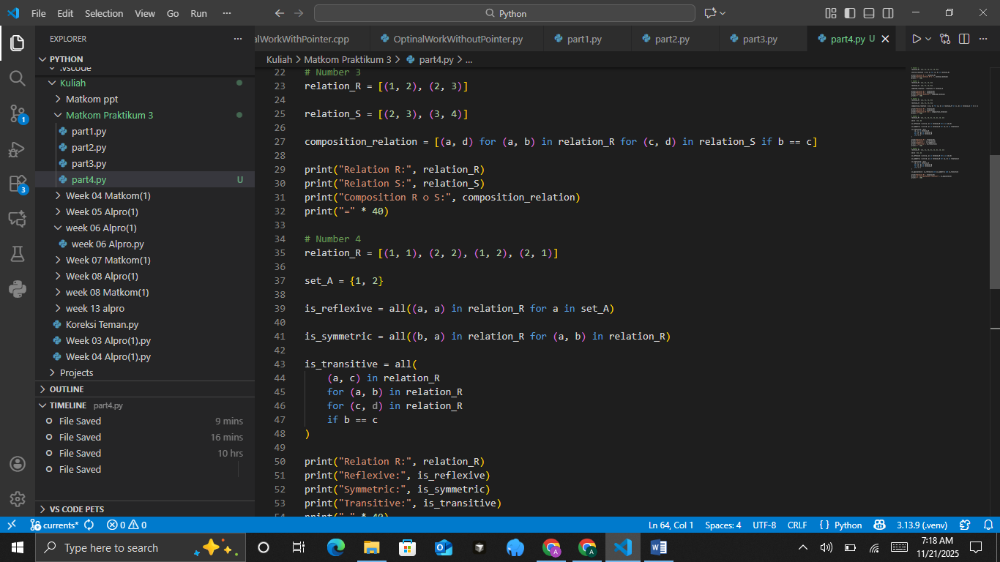 File Edit Selection View Go Run ··· Python
EXPLORER ···
alWorkWithPointer.cpp OptinalWorkWithoutPointer.py part1.py part2.py part3.py part4.py U
PYTHON
Kuliah > Matkom Praktikum 3 > part4.py > ...
.vscode
Kuliah
Matkom ppt
Matkom Praktikum 3
part1.py
part2.py
part3.py
part4.py U
Week 04 Matkom(1)
Week 05 Alpro(1)
week 06 Alpro(1)
week 06 Alpro.py
Week 07 Matkom(1)
Week 08 Alpro(1)
week 08 Matkom(1)
week 13 alpro
Koreksi Teman.py
Week 03 Alpro(1).py
Week 04 Alpro(1).py
Projects
OUTLINE
TIMELINE part4.py
File Saved 9 mins
File Saved 16 mins
File Saved 10 hrs
File Saved
VS CODE PETS
1
3
22 # Number 3
23 relation_R = [(1, 2), (2, 3)]
24
25 relation_S = [(2, 3), (3, 4)]
26
27 composition_relation = [(a, d) for (a, b) in relation_R for (c, d) in relation_S if b == c]
28
29 print("Relation R:", relation_R)
30 print("Relation S:", relation_S)
31 print("Composition R o S:", composition_relation)
32 print("=" * 40)
33
34 # Number 4
35 relation_R = [(1, 1), (2, 2), (1, 2), (2, 1)]
36
37 set_A = {1, 2}
38
39 is_reflexive = all((a, a) in relation_R for a in set_A)
40
41 is_symmetric = all((b, a) in relation_R for (a, b) in relation_R)
42
43 is_transitive = all(
44 (a, c) in relation_R
45 for (a, b) in relation_R
46 for (c, d) in relation_R
47 if b == c
48 )
49
50 print("Relation R:", relation_R)
51 print("Reflexive:", is_reflexive)
52 print("Symmetric:", is_symmetric)
53 print("Transitive:", is_transitive)
currents* 0 0 Ln 64, Col 1 Spaces: 4 UTF-8 CRLF { } Python 3.13.9 (.venv)
Type here to search
7:18 AM
11/21/2025